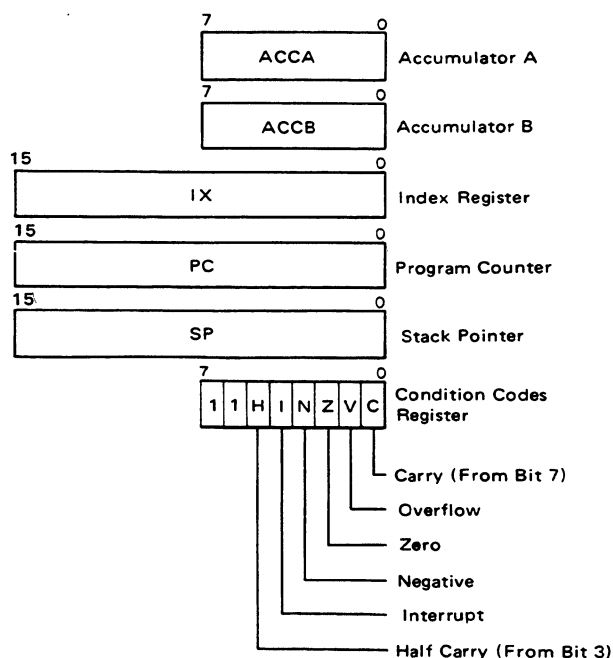 7 0
ACCA Accumulator A
7 0
ACCB Accumulator B
15 0
IX Index Register
15 0
PC Program Counter
15 0
SP Stack Pointer
7 0
1 1 H I N Z V C Condition Codes
Register
Carry (From Bit 7)
Overflow
Zero
Negative
Interrupt
Half Carry (From Bit 3)